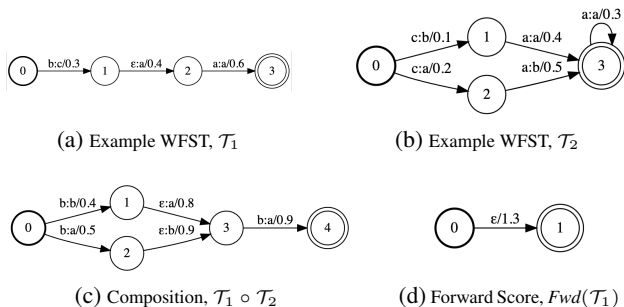 0 b:c/0.3 1 ε:a/0.4 2 a:a/0.6 3
(a) Example WFST, 𝒯1
a:a/0.3
c:b/0.1 1 a:a/0.4
0 3
c:a/0.2 2 a:b/0.5
(b) Example WFST, 𝒯2
b:b/0.4 1 ε:a/0.8
0 3 b:a/0.9 4
b:a/0.5 2 ε:b/0.9
(c) Composition, 𝒯1 ∘ 𝒯2
0 ε/1.3 1
(d) Forward Score, Fwd(𝒯1)